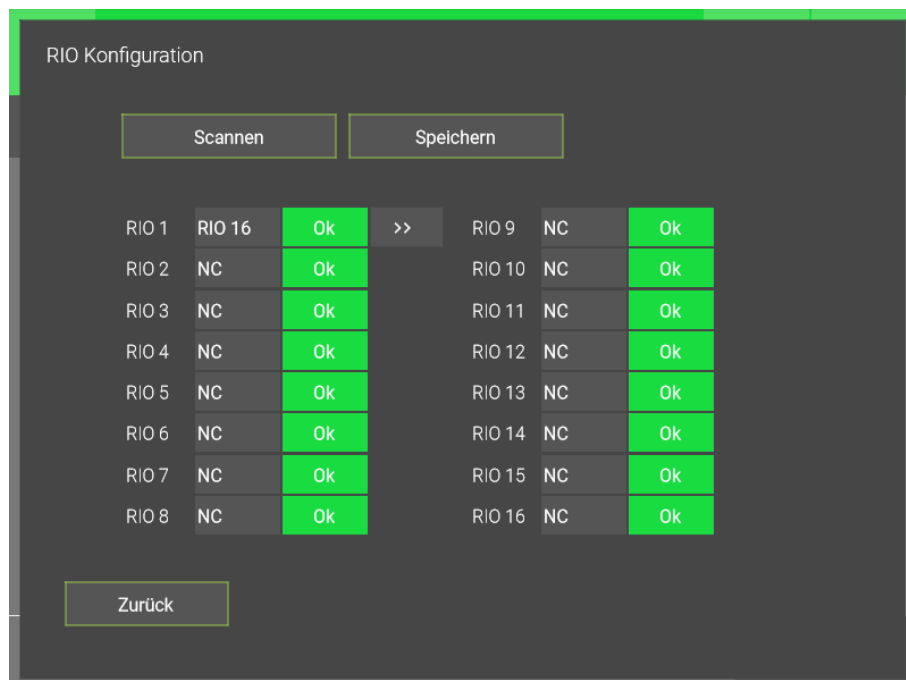 RIO Konfiguration
Scannen Speichern
RIO 1 RIO 16 Ok >> RIO 9 NC Ok
RIO 2 NC Ok RIO 10 NC Ok
RIO 3 NC Ok RIO 11 NC Ok
RIO 4 NC Ok RIO 12 NC Ok
RIO 5 NC Ok RIO 13 NC Ok
RIO 6 NC Ok RIO 14 NC Ok
RIO 7 NC Ok RIO 15 NC Ok
RIO 8 NC Ok RIO 16 NC Ok
Zurück